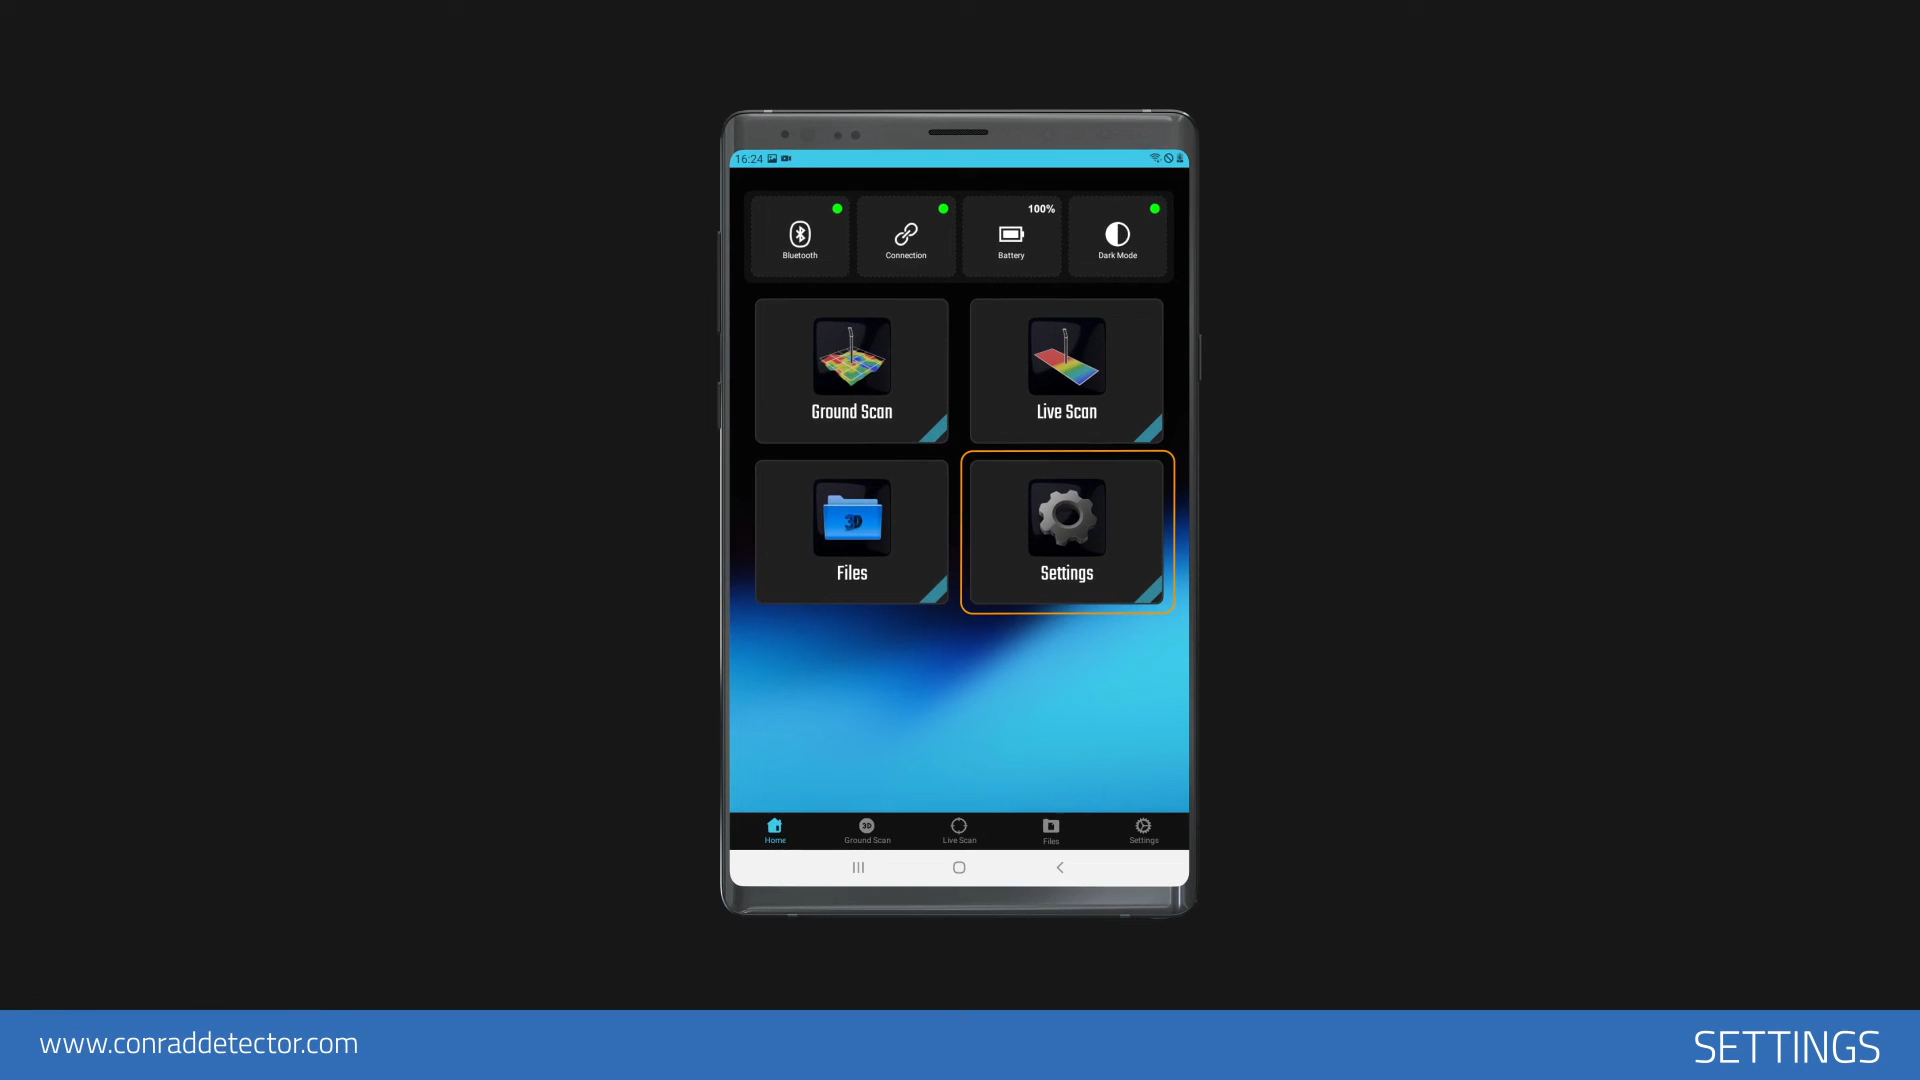 16:24
100%
Bluetooth
Connection
Battery
Dark Mode
Ground Scan
Live Scan
3D
Files
Settings
3D
Home
Ground Scan
Live Scan
Files
Settings
www.conraddetector.com
SETTINGS